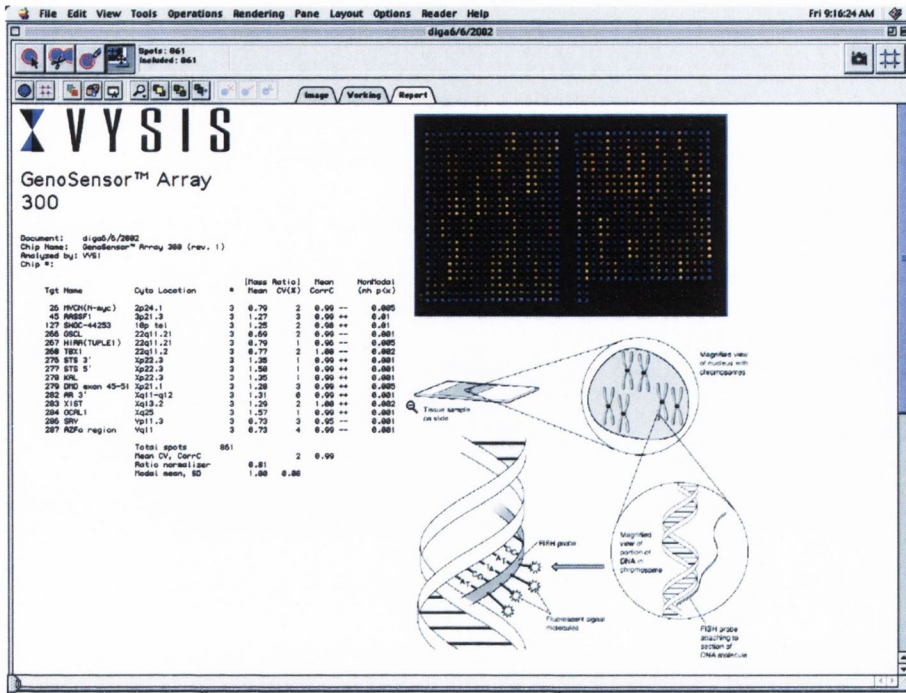 File Edit View Tools Operations Rendering Pane Layout Options Reader Help Fri 9:16:24 AM
diga6/6/2002
Spots: 861
Included: 861
Image Working Report
VYSIS
GenoSensor™ Array
300
Document: diga6/6/2002
Chip Name: GenoSensor™ Array 300 (rev. 1)
Analyzed by: VYSI
Chip #:
[Mass Ratio] Mean NonModal
Tgt Name Cyto Location # Mean CV(%) CorrC (nh p(x)
25 MYCN(N-myc) 2p24.1 3 0.79 2 0.99 -- 0.005
45 RASSF1 3p21.3 3 1.27 3 0.99 ++ 0.01
127 SHGC-44253 18p tel 3 1.25 2 0.98 ++ 0.01
266 GSCL 22q11.21 3 0.69 2 0.99 -- 0.001
267 HIRA(TUPLE1) 22q11.21 3 0.79 1 0.96 -- 0.005
268 TBX1 22q11.2 3 0.77 2 1.00 -- 0.002
276 STS 3' Xp22.3 3 1.35 1 0.99 ++ 0.001
277 STS 5' Xp22.3 3 1.50 1 0.99 ++ 0.001
278 KAL Xp22.3 3 1.35 1 0.99 ++ 0.001
279 DMD exon 45-51 Xp21.1 3 1.28 3 0.99 ++ 0.005
282 AR 3' Xq11-q12 3 1.31 0 0.99 ++ 0.001
283 XIST Xq13.2 3 1.29 2 1.00 ++ 0.002
284 OCRL1 Xq25 3 1.57 1 0.99 ++ 0.001
286 SRY Yp11.3 3 0.73 3 0.95 -- 0.001
287 AZFa region Yq11 3 0.73 4 0.99 -- 0.001
Total spots 861
Mean CV, CorrC 2 0.99
Ratio normalizer 0.81
Modal mean, SD 1.00 0.08
Magnified view
of nucleus with
chromosomes
Tissue sample
on slide
Magnified
view of
portion of
DNA in
chromosome
FISH probe
Fluorescent signal
molecules
FISH probe
attaching to
section of
DNA molecule